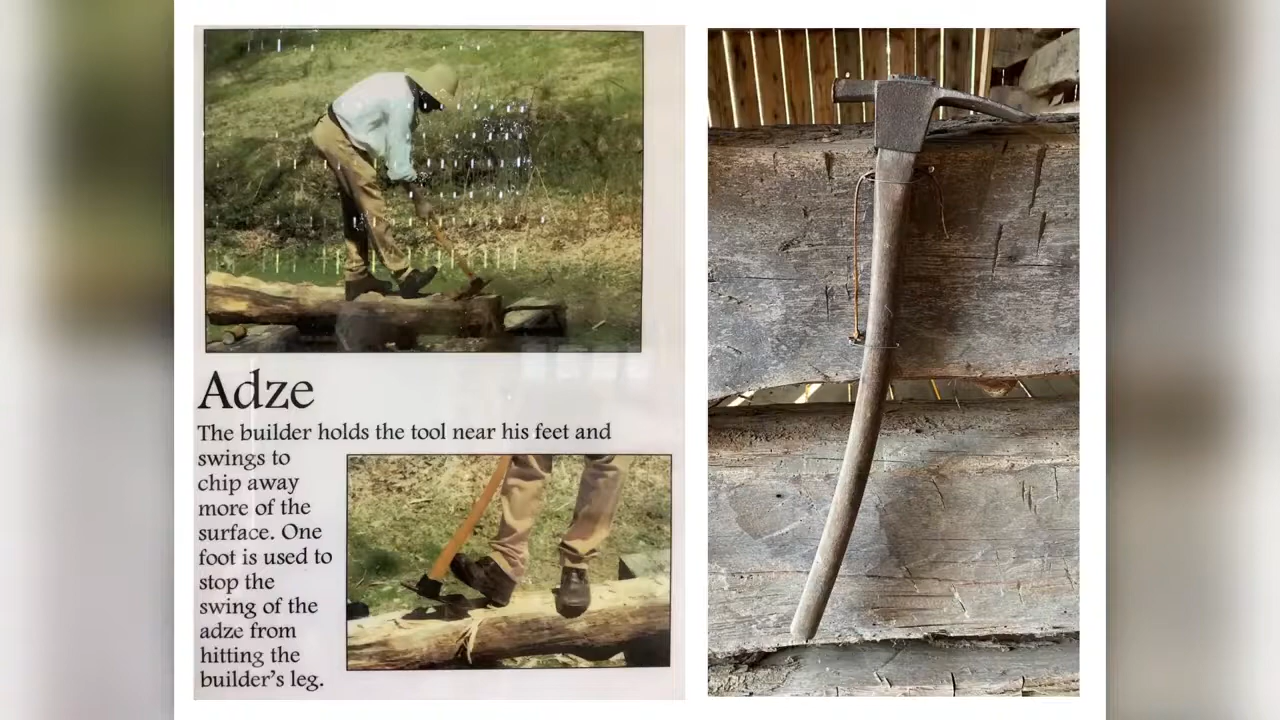 Adze
The builder holds the tool near his feet and
swings to
chip away
more of the
surface. One
foot is used to
stop the
swing of the
adze from
hitting the
builder's leg.